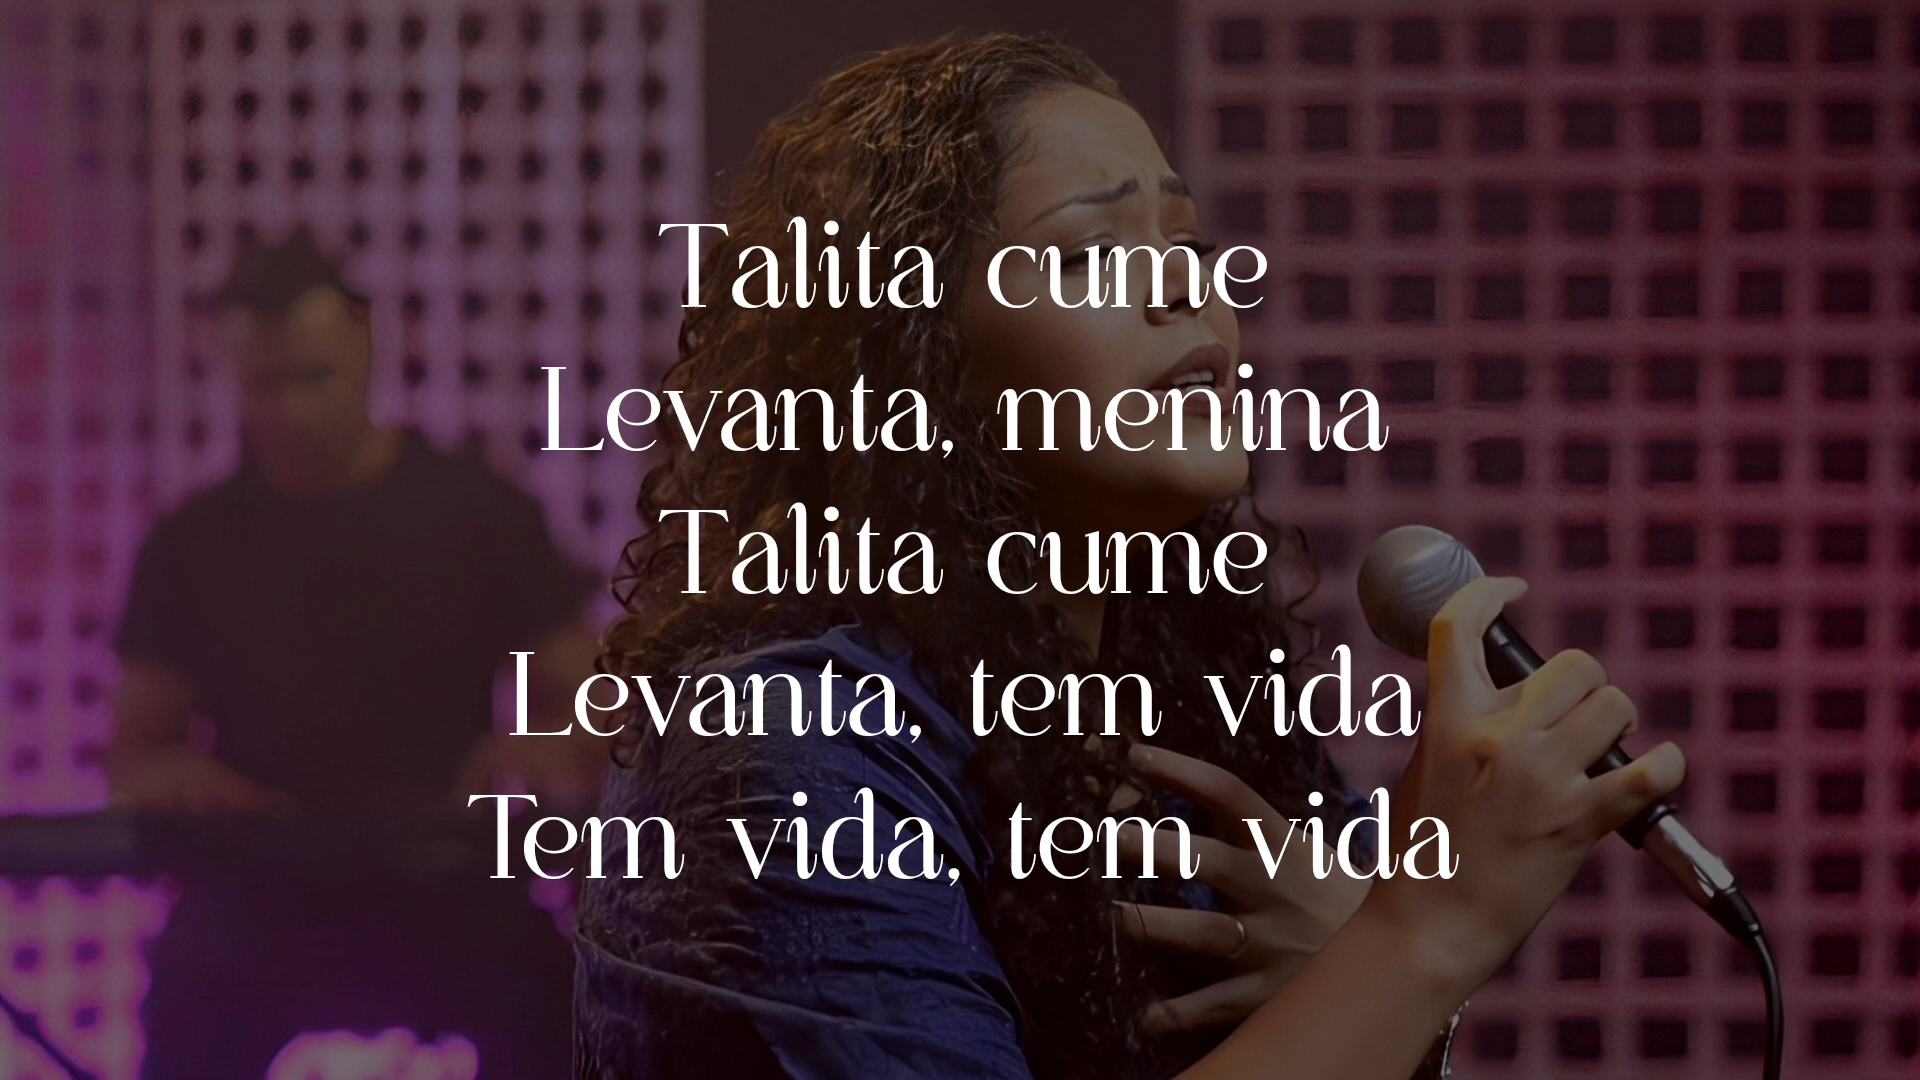 Talita cume
Levanta, menina
Talita cume
Levanta, tem vida
Tem vida, tem vida